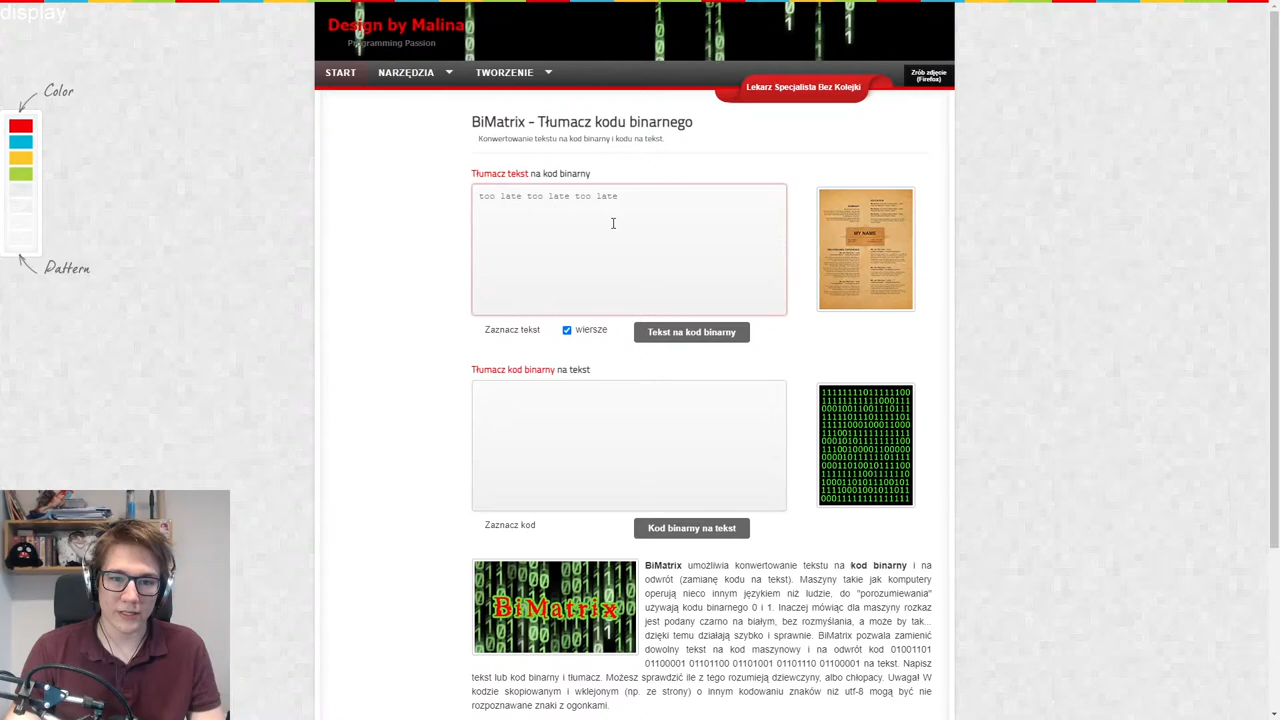 display
Design by Malina
Programming Passion
START NARZĘDZIA TWORZENIE
Zrób zdjęcie
(Firefox)
Lekarz Specjalista Bez Kolejki
Color
Pattern
BiMatrix - Tłumacz kodu binarnego
Konwertowanie tekstu na kod binarny i kodu na tekst.
Tłumacz tekst na kod binarny
too late too late too late
MY NAME
Zaznacz tekst wiersze Tekst na kod binarny
Tłumacz kod binarny na tekst
Zaznacz kod Kod binarny na tekst
BiMatrix
BiMatrix umożliwia konwertowanie tekstu na kod binarny i na
odwrót (zamianę kodu na tekst). Maszyny takie jak komputery
operują nieco innym językiem niż ludzie, do "porozumiewania"
używają kodu binarnego 0 i 1. Inaczej mówiąc dla maszyny rozkaz
jest podany czarno na białym, bez rozmyślania, a może by tak...
dzięki temu działają szybko i sprawnie. BiMatrix pozwala zamienić
dowolny tekst na kod maszynowy i na odwrót kod 01001101
01100001 01101100 01101001 01101110 01100001 na tekst. Napisz
tekst lub kod binarny i tłumacz. Możesz sprawdzić ile z tego rozumieją dziewczyny, albo chłopacy. Uwaga! W
kodzie skopiowanym i wklejonym (np. ze strony) o innym kodowaniu znaków niż utf-8 mogą być nie
rozpoznawane znaki z ogonkami.